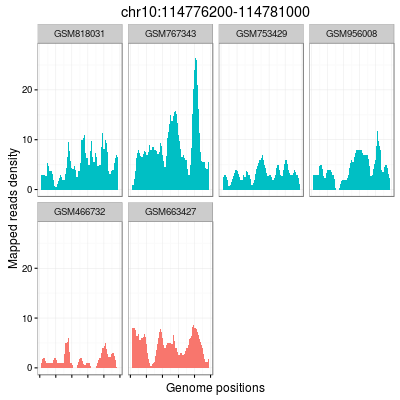 chr10:114776200-114781000
GSM818031 GSM767343 GSM753429 GSM956008
20
10
0
GSM466732 GSM663427
20
10
0
Mapped reads density
Genome positions